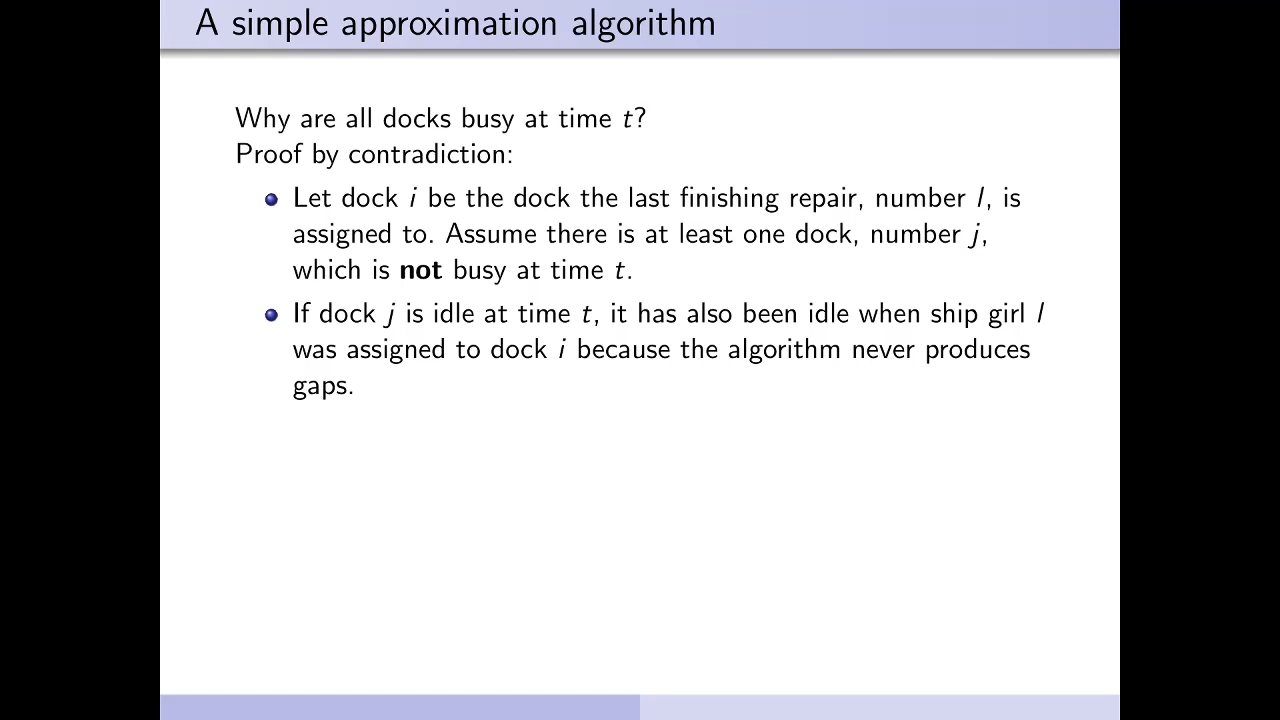 A simple approximation algorithm
Why are all docks busy at time t?
Proof by contradiction:
Let dock i be the dock the last finishing repair, number l, is
assigned to. Assume there is at least one dock, number j,
which is not busy at time t.
If dock j is idle at time t, it has also been idle when ship girl l
was assigned to dock i because the algorithm never produces
gaps.